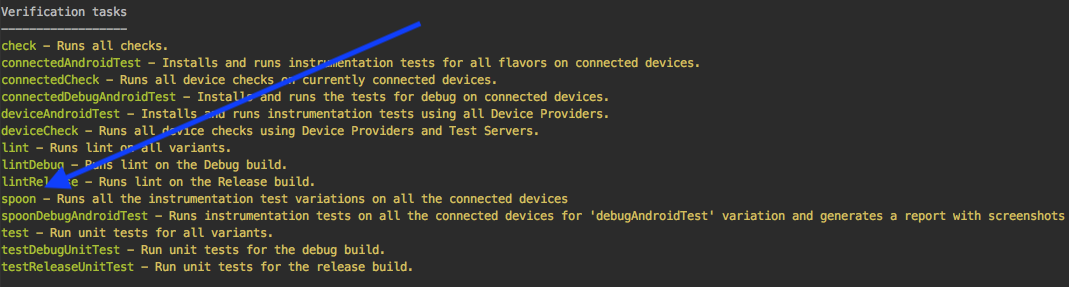 Verification tasks
------------------
check - Runs all checks.
connectedAndroidTest - Installs and runs instrumentation tests for all flavors on connected devices.
connectedCheck - Runs all device checks on currently connected devices.
connectedDebugAndroidTest - Installs and runs the tests for debug on connected devices.
deviceAndroidTest - Installs and runs instrumentation tests using all Device Providers.
deviceCheck - Runs all device checks using Device Providers and Test Servers.
lint - Runs lint on all variants.
lintDebug - Runs lint on the Debug build.
lintRelease - Runs lint on the Release build.
spoon - Runs all the instrumentation test variations on all the connected devices
spoonDebugAndroidTest - Runs instrumentation tests on all the connected devices for 'debugAndroidTest' variation and generates a report with screenshots
test - Run unit tests for all variants.
testDebugUnitTest - Run unit tests for the debug build.
testReleaseUnitTest - Run unit tests for the release build.